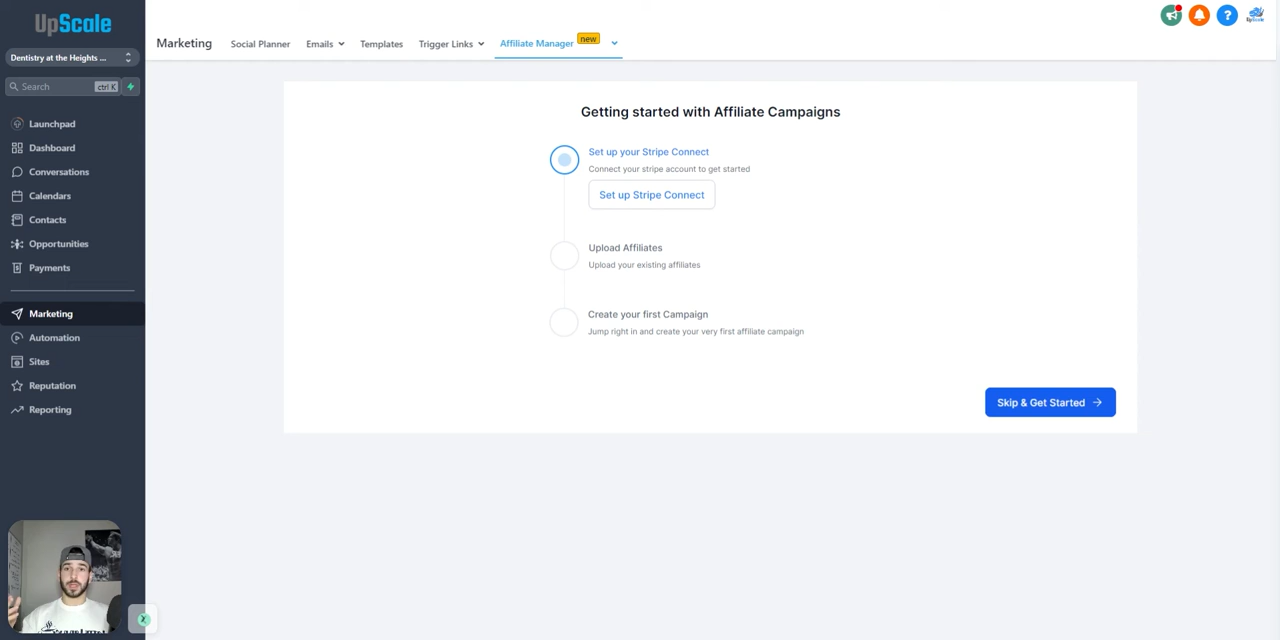 UpScale
Dentistry at the Heights ...
Search
ctrl K
Launchpad
Dashboard
Conversations
Calendars
Contacts
Opportunities
Payments
Marketing
Automation
Sites
Reputation
Reporting
Marketing
Social Planner
Emails
Templates
Trigger Links
Affiliate Manager
new
?
UpScale
Getting started with Affiliate Campaigns
Set up your Stripe Connect
Connect your stripe account to get started
Set up Stripe Connect
Upload Affiliates
Upload your existing affiliates
Create your first Campaign
Jump right in and create your very first affiliate campaign
Skip & Get Started